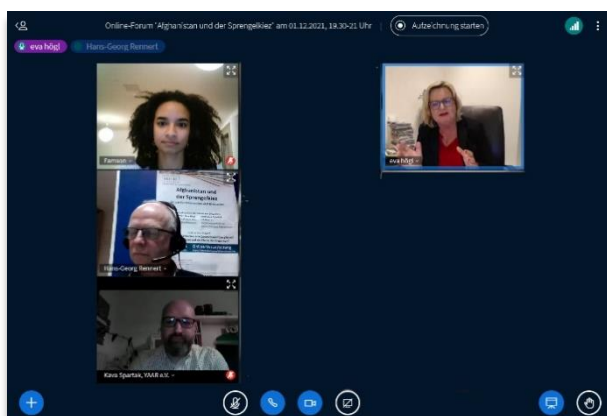 Online-Forum "Afghanistan und der Sprengelkiez" am 01.12.2021, 19.30-21 Uhr
Aufzeichnung starten
eva högl
Hans-Georg Rennert
Famson
eva högl
Afghanistan und
der Sprengelkiez
Hans-Georg Rennert
Kava Spartak, YAAR e.V.